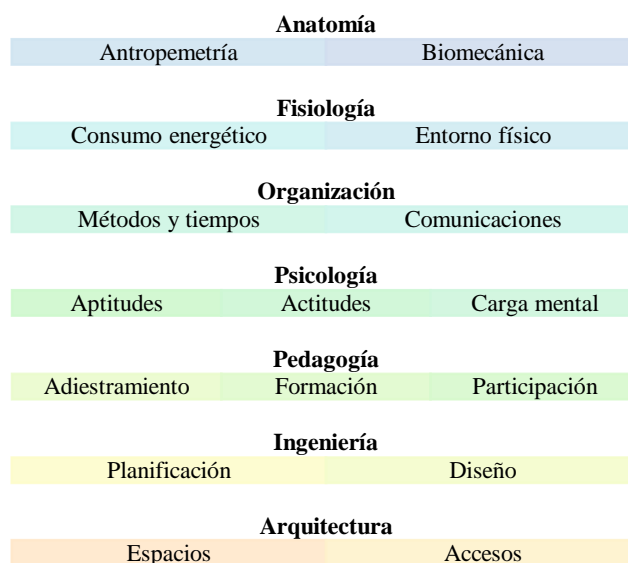 Anatomía
Antropemetría Biomecánica
Fisiología
Consumo energético Entorno físico
Organización
Métodos y tiempos Comunicaciones
Psicología
Aptitudes Actitudes Carga mental
Pedagogía
Adiestramiento Formación Participación
Ingeniería
Planificación Diseño
Arquitectura
Espacios Accesos